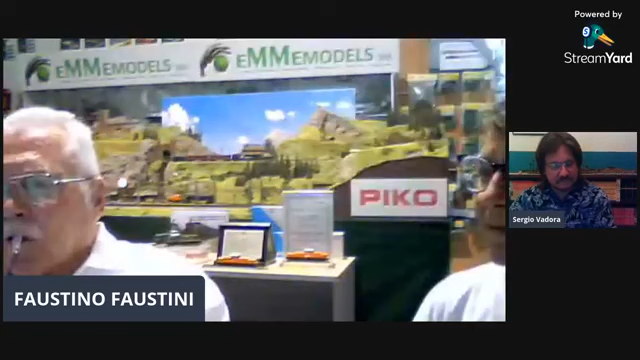 Powered by
StreamYard
eMMeMODELS
eMMeMODELS
PIKO
Sergio Vadora
FAUSTINO FAUSTINI